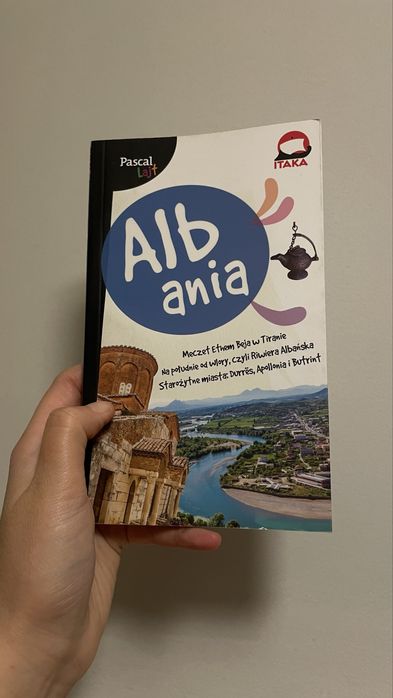 Pascal
Lajt
ITAKA
Alb
ania
Meczet Ethem Beja w Tiranie
Na południe od Wlory, czyli Riwiera Albańska
Starożytne miasta: Durrës, Apollonia i Butrint